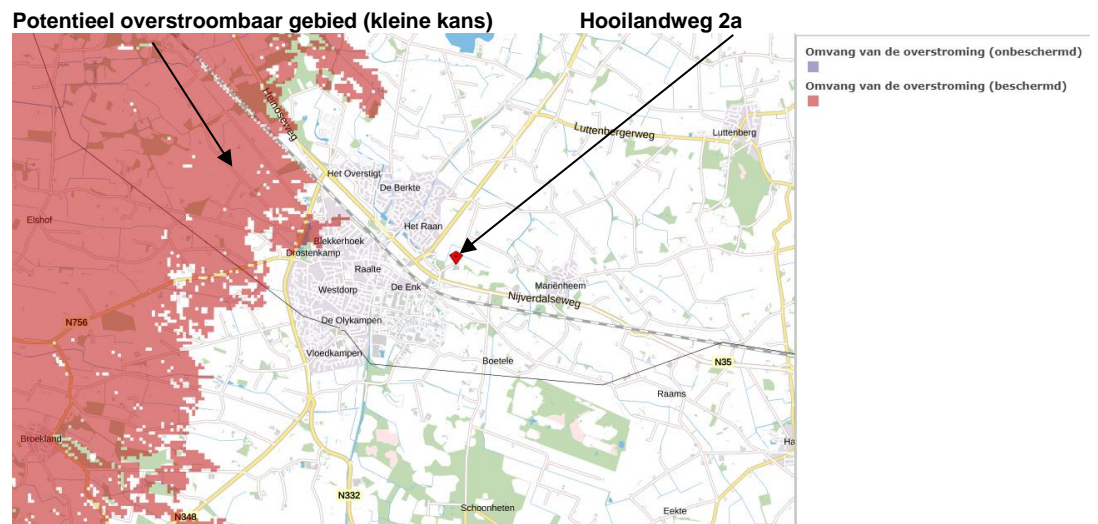 Potentieel overstroombaar gebied (kleine kans)
Hooilandweg 2a
Omvang van de overstroming (onbeschermd)
Omvang van de overstroming (beschermd)
Heinoseweg
Luttenbergerweg
Luttenberg
Het Overstigt
De Berkte
Elshof
Het Raan
Blekkerhoek
Drostenkamp
Raalte
Westdorp
De Enk
Mariënheem
Nijverdalseweg
N756
De Olykampen
Vloedkampen
Boetele
N35
Raams
Broekland
Ha
N332
Schoonheten
Eekte
N348